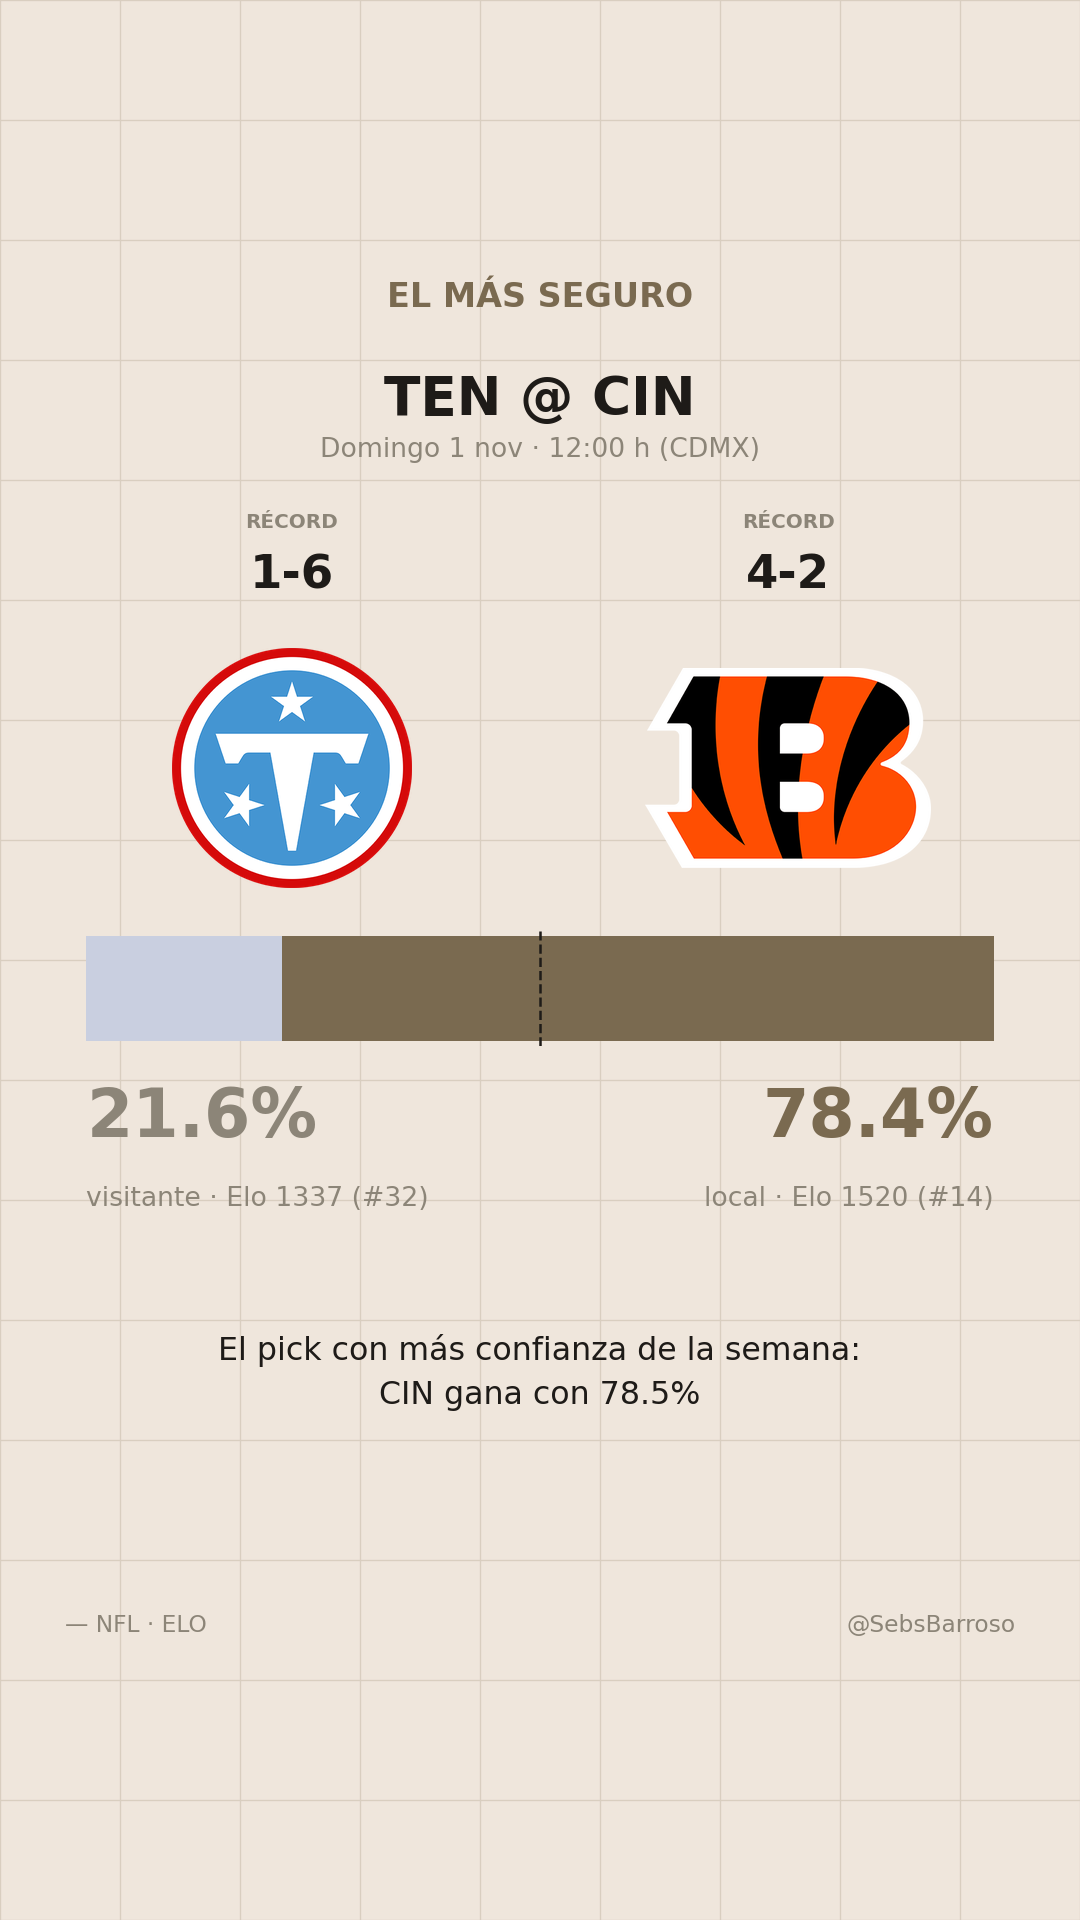 EL MÁS SEGURO
TEN @ CIN
Domingo 1 nov · 12:00 h (CDMX)
RÉCORD RÉCORD
1-6 4-2
21.6% 78.4%
visitante · Elo 1337 (#32) local · Elo 1520 (#14)
El pick con más confianza de la semana:
CIN gana con 78.5%
— NFL · ELO @SebsBarroso